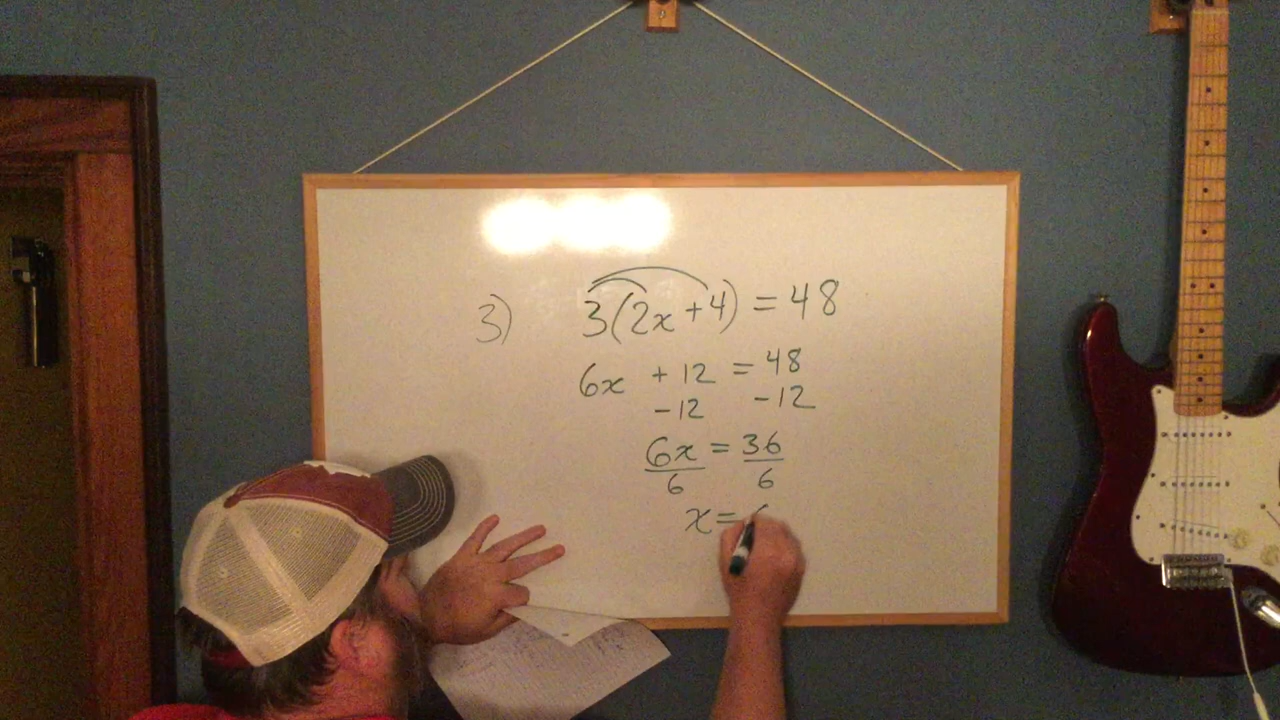 3) 3(2x + 4) = 48
6x + 12 = 48
-12 -12
6x = 36
6 6
x =